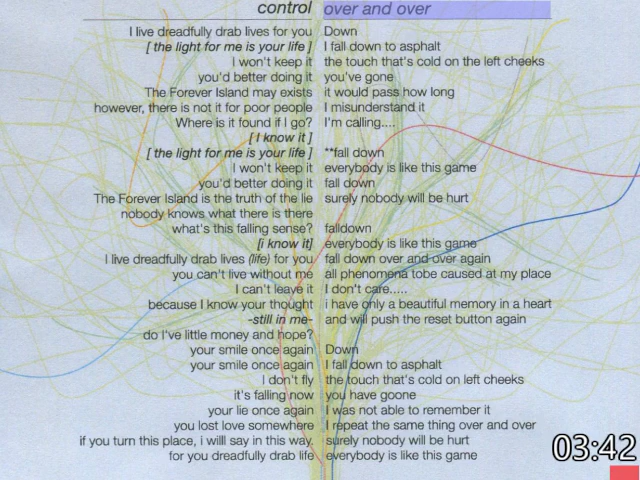 control
I live dreadfully drab lives for you
[ the light for me is your life ]
I won't keep it
you'd better doing it
The Forever Island may exists
however, there is not it for poor people
Where is it found if I go?
[ I know it ]
[ the light for me is your life ]
I won't keep it
you'd better doing it
The Forever Island is the truth of the lie
nobody knows what there is there
what's this falling sense?
[i know it]
I live dreadfully drab lives (life) for you
you can't live without me
I can't leave it
because I know your thought
-still in me-
do I've little money and hope?
your smile once again
your smile once again
I don't fly
it's falling now
your lie once again
you lost love somewhere
if you turn this place, i willl say in this way.
for you dreadfully drab life
over and over
Down
I fall down to asphalt
the touch that's cold on the left cheeks
you've gone
it would pass how long
I misunderstand it
I'm calling....
**fall down
everybody is like this game
fall down
surely nobody will be hurt
falldown
everybody is like this game
fall down over and over again
all phenomena tobe caused at my place
I don't care.....
i have only a beautiful memory in a heart
and will push the reset button again
Down
I fall down to asphalt
the touch that's cold on left cheeks
you have goone
I was not able to remember it
I repeat the same thing over and over
surely nobody will be hurt
everybody is like this game
03:42